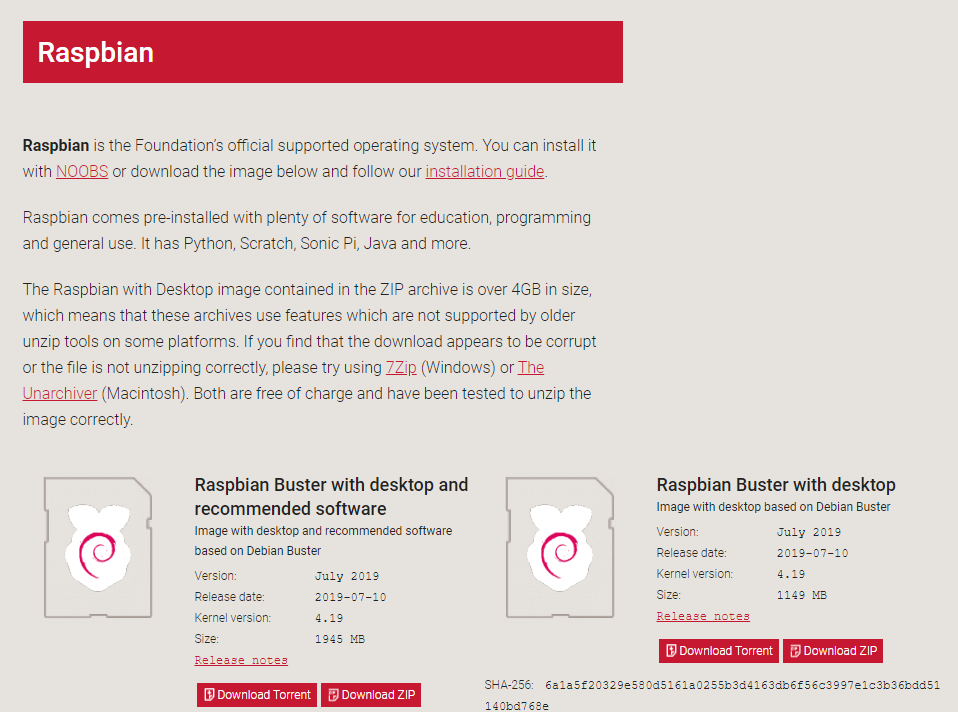 Raspbian
Raspbian is the Foundation's official supported operating system. You can install it
with NOOBS or download the image below and follow our installation guide.
Raspbian comes pre-installed with plenty of software for education, programming
and general use. It has Python, Scratch, Sonic Pi, Java and more.
The Raspbian with Desktop image contained in the ZIP archive is over 4GB in size,
which means that these archives use features which are not supported by older
unzip tools on some platforms. If you find that the download appears to be corrupt
or the file is not unzipping correctly, please try using 7Zip (Windows) or The
Unarchiver (Macintosh). Both are free of charge and have been tested to unzip the
image correctly.
Raspbian Buster with desktop and
recommended software
Image with desktop and recommended software
based on Debian Buster
Version: July 2019
Release date: 2019-07-10
Kernel version: 4.19
Size: 1945 MB
Release notes
Download Torrent Download ZIP
Raspbian Buster with desktop
Image with desktop based on Debian Buster
Version: July 2019
Release date: 2019-07-10
Kernel version: 4.19
Size: 1149 MB
Release notes
Download Torrent Download ZIP
SHA-256: 6a1a5f20329e580d5161a0255b3d4163db6f56c3997e1c3b36bdd51
140bd768e